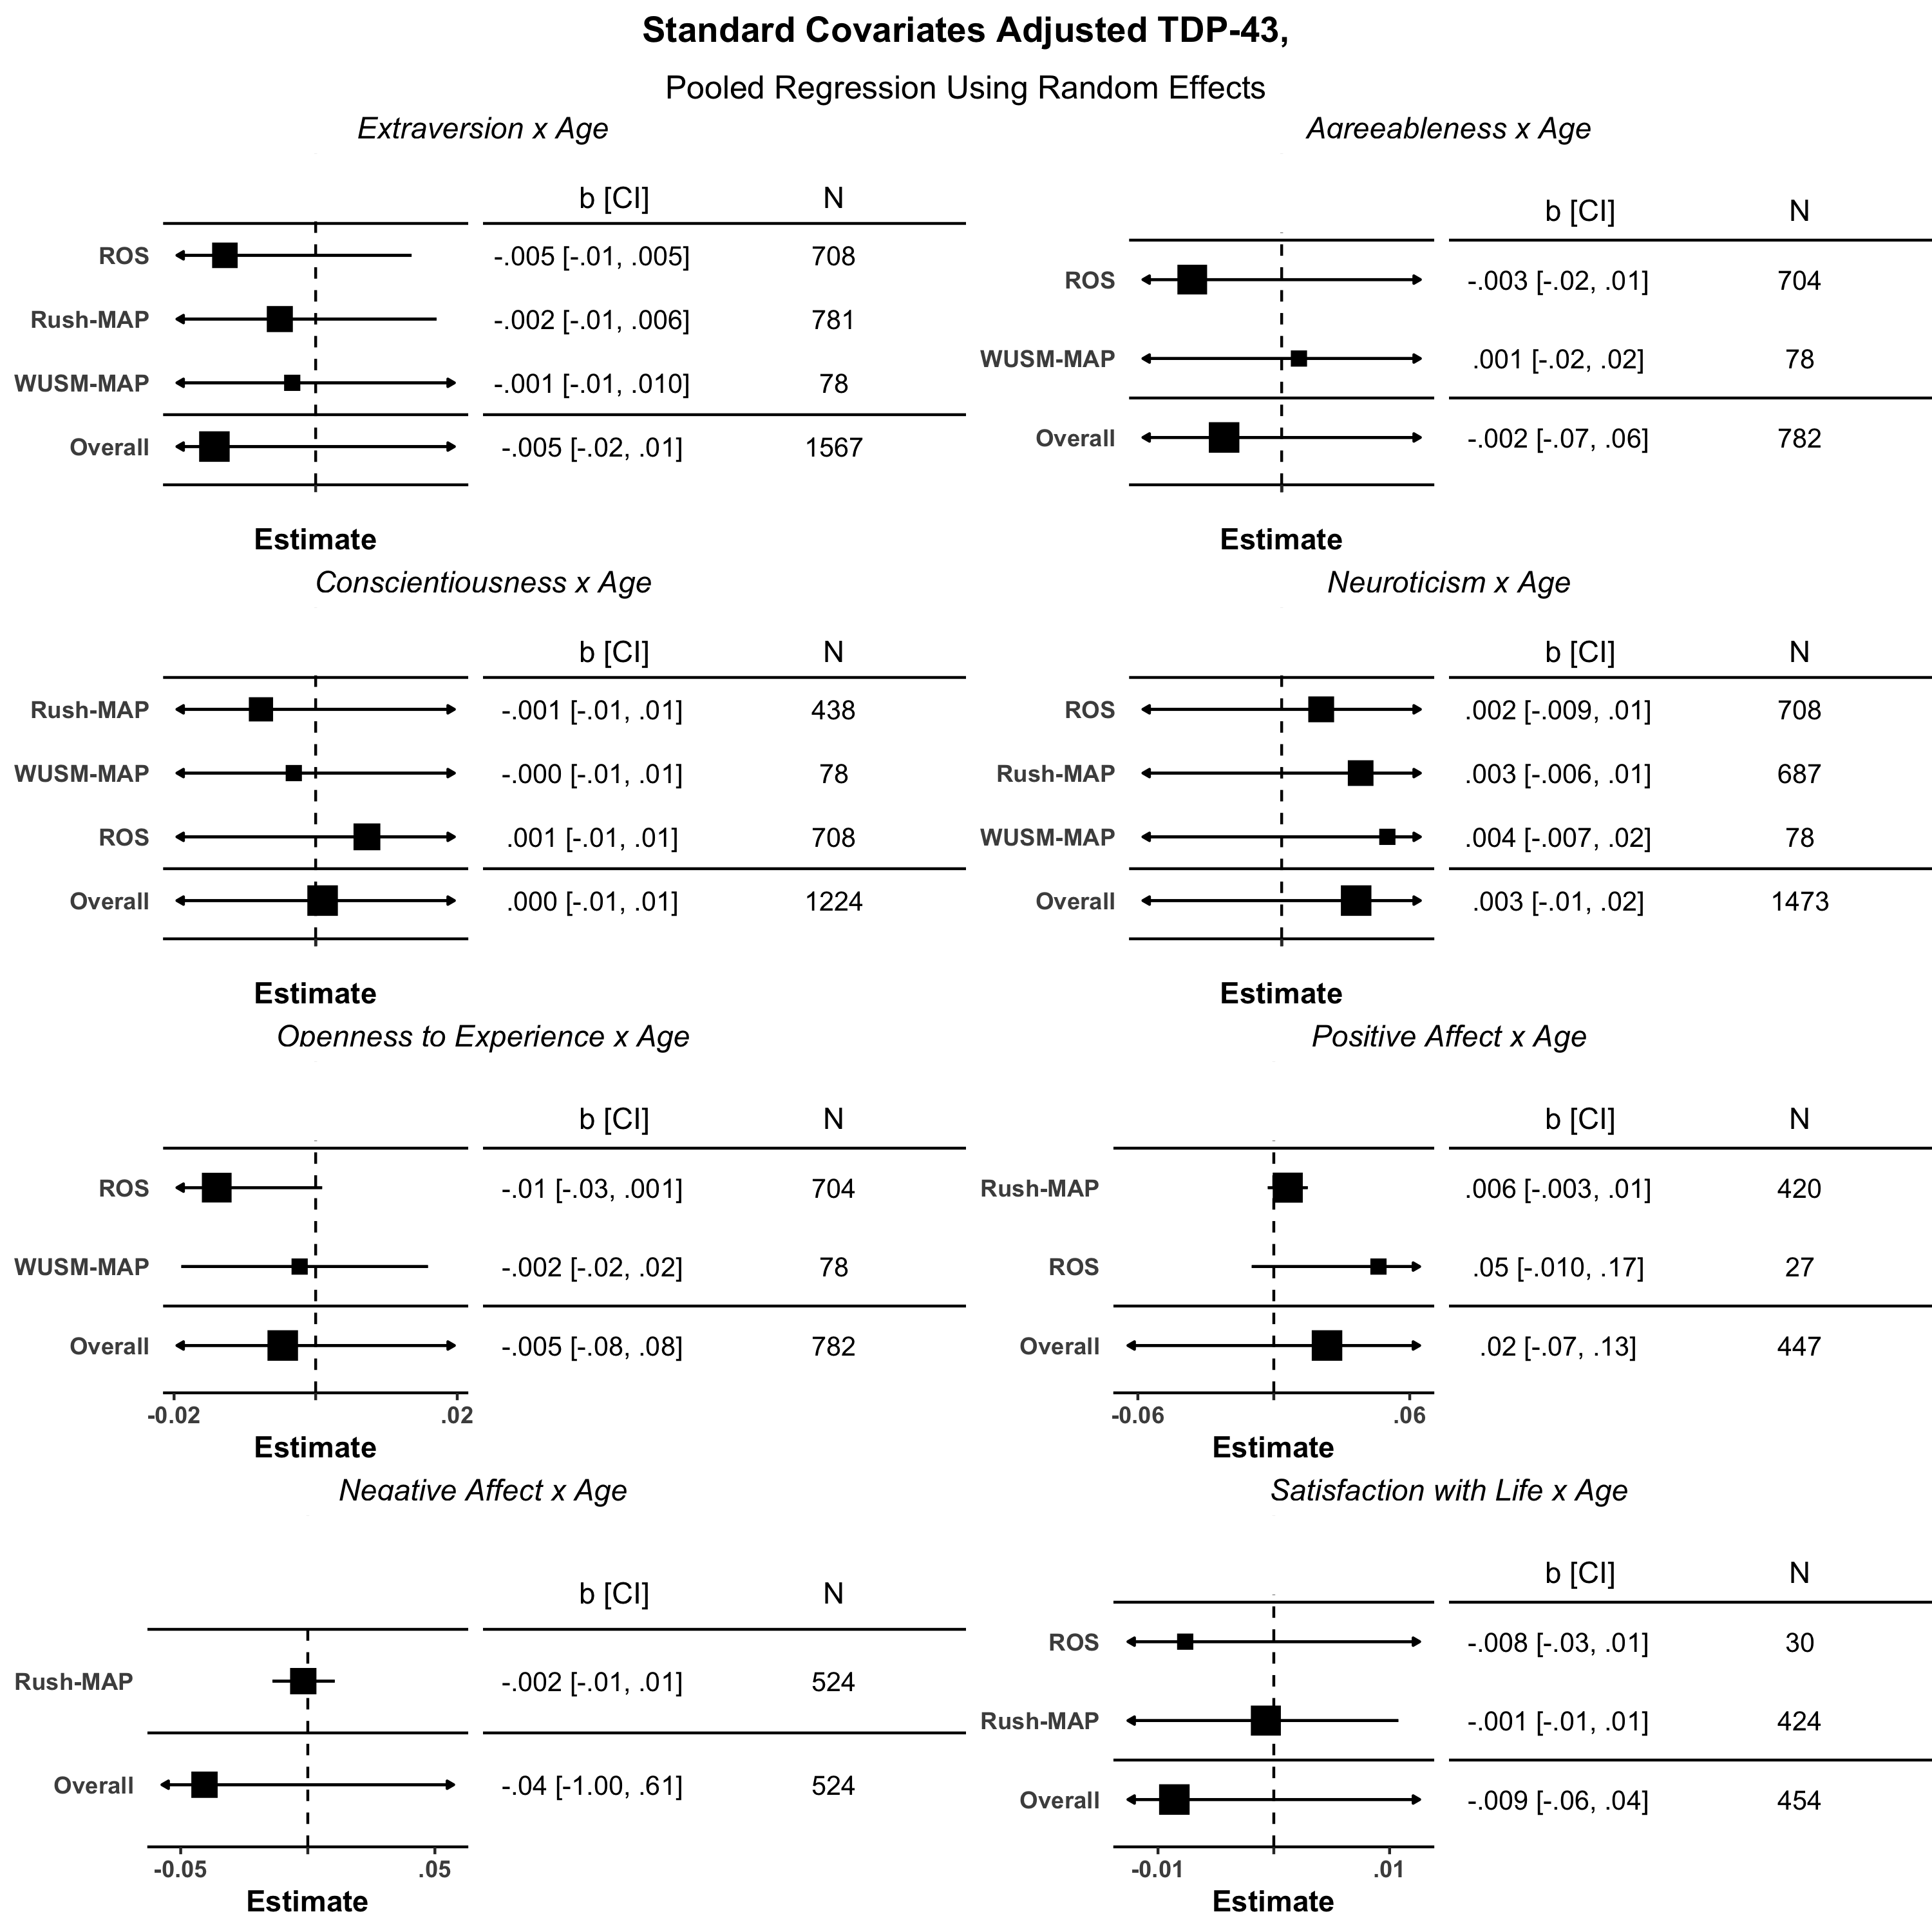 Standard Covariates Adjusted TDP-43,
Pooled Regression Using Random Effects
Extraversion x Age
b [CI] N
ROS -.005 [-.01, .005] 708
Rush-MAP -.002 [-.01, .006] 781
WUSM-MAP -.001 [-.01, .010] 78
Overall -.005 [-.02, .01] 1567
Estimate
Agreeableness x Age
b [CI] N
ROS -.003 [-.02, .01] 704
WUSM-MAP .001 [-.02, .02] 78
Overall -.002 [-.07, .06] 782
Estimate
Conscientiousness x Age
b [CI] N
Rush-MAP -.001 [-.01, .01] 438
WUSM-MAP -.000 [-.01, .01] 78
ROS .001 [-.01, .01] 708
Overall .000 [-.01, .01] 1224
Estimate
Neuroticism x Age
b [CI] N
ROS .002 [-.009, .01] 708
Rush-MAP .003 [-.006, .01] 687
WUSM-MAP .004 [-.007, .02] 78
Overall .003 [-.01, .02] 1473
Estimate
Openness to Experience x Age
b [CI] N
ROS -.01 [-.03, .001] 704
WUSM-MAP -.002 [-.02, .02] 78
Overall -.005 [-.08, .08] 782
-0.02 .02
Estimate
Positive Affect x Age
b [CI] N
Rush-MAP .006 [-.003, .01] 420
ROS .05 [-.010, .17] 27
Overall .02 [-.07, .13] 447
-0.06 .06
Estimate
Negative Affect x Age
b [CI] N
Rush-MAP -.002 [-.01, .01] 524
Overall -.04 [-1.00, .61] 524
-0.05 .05
Estimate
Satisfaction with Life x Age
b [CI] N
ROS -.008 [-.03, .01] 30
Rush-MAP -.001 [-.01, .01] 424
Overall -.009 [-.06, .04] 454
-0.01 .01
Estimate